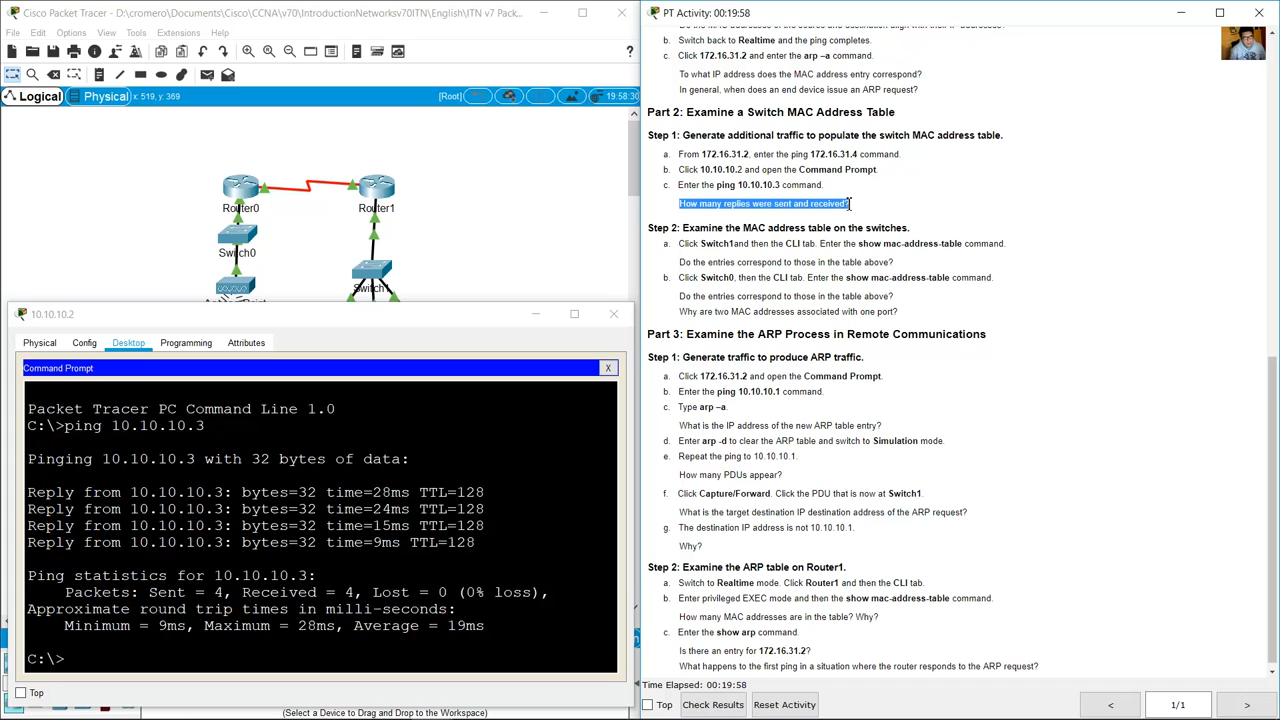 Cisco Packet Tracer - C:\Users\cromero\Documents\Cisco\CCNA\v70\IntroductionNetworksv70ITN\English\ITN v7 Pack...
File Edit Options View Tools Extensions Help
?
Logical Physical x: 519, y: 369
[Root]
19:58:30
Router0 Router1
Switch0
Switch1
10.10.10.2
Physical Config Desktop Programming Attributes
Command Prompt
X
Packet Tracer PC Command Line 1.0
C:\>ping 10.10.10.3
Pinging 10.10.10.3 with 32 bytes of data:
Reply from 10.10.10.3: bytes=32 time=28ms TTL=128
Reply from 10.10.10.3: bytes=32 time=24ms TTL=128
Reply from 10.10.10.3: bytes=32 time=15ms TTL=128
Reply from 10.10.10.3: bytes=32 time=9ms TTL=128
Ping statistics for 10.10.10.3:
Packets: Sent = 4, Received = 4, Lost = 0 (0% loss),
Approximate round trip times in milli-seconds:
Minimum = 9ms, Maximum = 28ms, Average = 19ms
C:\>
Top
(Select a Device to Drag and Drop to the Workspace)
PT Activity: 00:19:58
b. Switch back to Realtime and the ping completes.
c. Click 172.16.31.2 and enter the arp –a command.
To what IP address does the MAC address entry correspond?
In general, when does an end device issue an ARP request?
Part 2: Examine a Switch MAC Address Table
Step 1: Generate additional traffic to populate the switch MAC address table.
a. From 172.16.31.2, enter the ping 172.16.31.4 command.
b. Click 10.10.10.2 and open the Command Prompt.
c. Enter the ping 10.10.10.3 command.
How many replies were sent and received?
Step 2: Examine the MAC address table on the switches.
a. Click Switch1and then the CLI tab. Enter the show mac-address-table command.
Do the entries correspond to those in the table above?
b. Click Switch0, then the CLI tab. Enter the show mac-address-table command.
Do the entries correspond to those in the table above?
Why are two MAC addresses associated with one port?
Part 3: Examine the ARP Process in Remote Communications
Step 1: Generate traffic to produce ARP traffic.
a. Click 172.16.31.2 and open the Command Prompt.
b. Enter the ping 10.10.10.1 command.
c. Type arp –a.
What is the IP address of the new ARP table entry?
d. Enter arp -d to clear the ARP table and switch to Simulation mode.
e. Repeat the ping to 10.10.10.1.
How many PDUs appear?
f. Click Capture/Forward. Click the PDU that is now at Switch1.
What is the target destination IP destination address of the ARP request?
g. The destination IP address is not 10.10.10.1.
Why?
Step 2: Examine the ARP table on Router1.
a. Switch to Realtime mode. Click Router1 and then the CLI tab.
b. Enter privileged EXEC mode and then the show mac-address-table command.
How many MAC addresses are in the table? Why?
c. Enter the show arp command.
Is there an entry for 172.16.31.2?
What happens to the first ping in a situation where the router responds to the ARP request?
Time Elapsed: 00:19:58
Top Check Results Reset Activity < 1/1 >